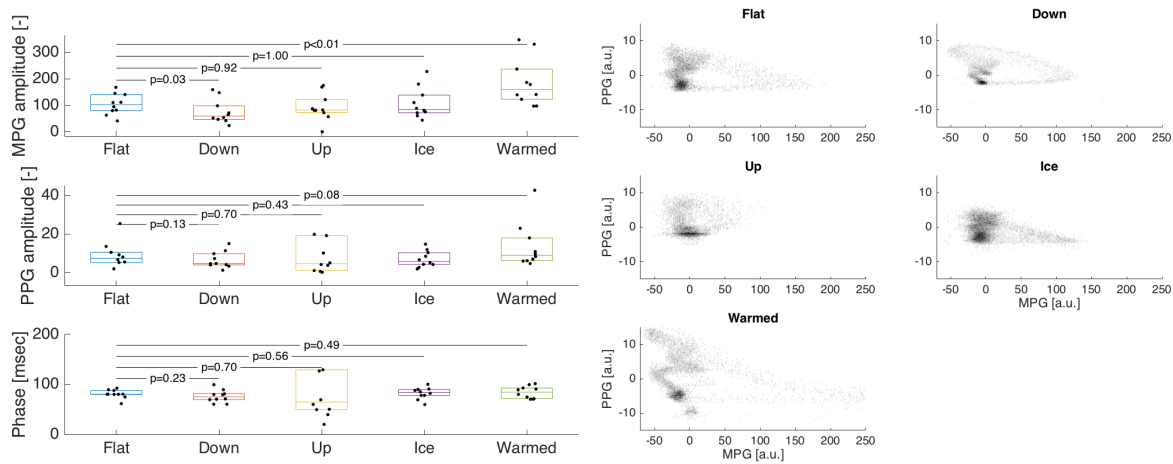 MPG amplitude [-]
300
200
100
0
p<0.01
p=1.00
p=0.92
p=0.03
Flat Down Up Ice Warmed
PPG amplitude [-]
40
20
0
p=0.08
p=0.43
p=0.70
p=0.13
Flat Down Up Ice Warmed
Phase [msec]
200
100
0
p=0.49
p=0.56
p=0.70
p=0.23
Flat Down Up Ice Warmed
Flat
PPG [a.u.]
10
0
-10
-50 0 50 100 150 200 250
Down
PPG [a.u.]
10
0
-10
-50 0 50 100 150 200 250
Up
PPG [a.u.]
10
0
-10
-50 0 50 100 150 200 250
Ice
PPG [a.u.]
10
0
-10
-50 0 50 100 150 200 250
MPG [a.u.]
Warmed
PPG [a.u.]
10
0
-10
-50 0 50 100 150 200 250
MPG [a.u.]